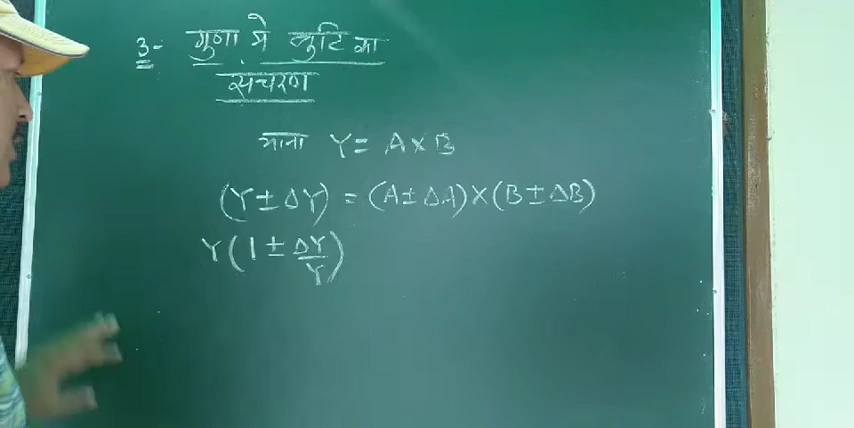 3- गुणा मे त्रुटि का
संचरण
माना Y = A × B
(Y ± ΔY) = (A ± ΔA) × (B ± ΔB)
Y(1 ± ΔY/Y)